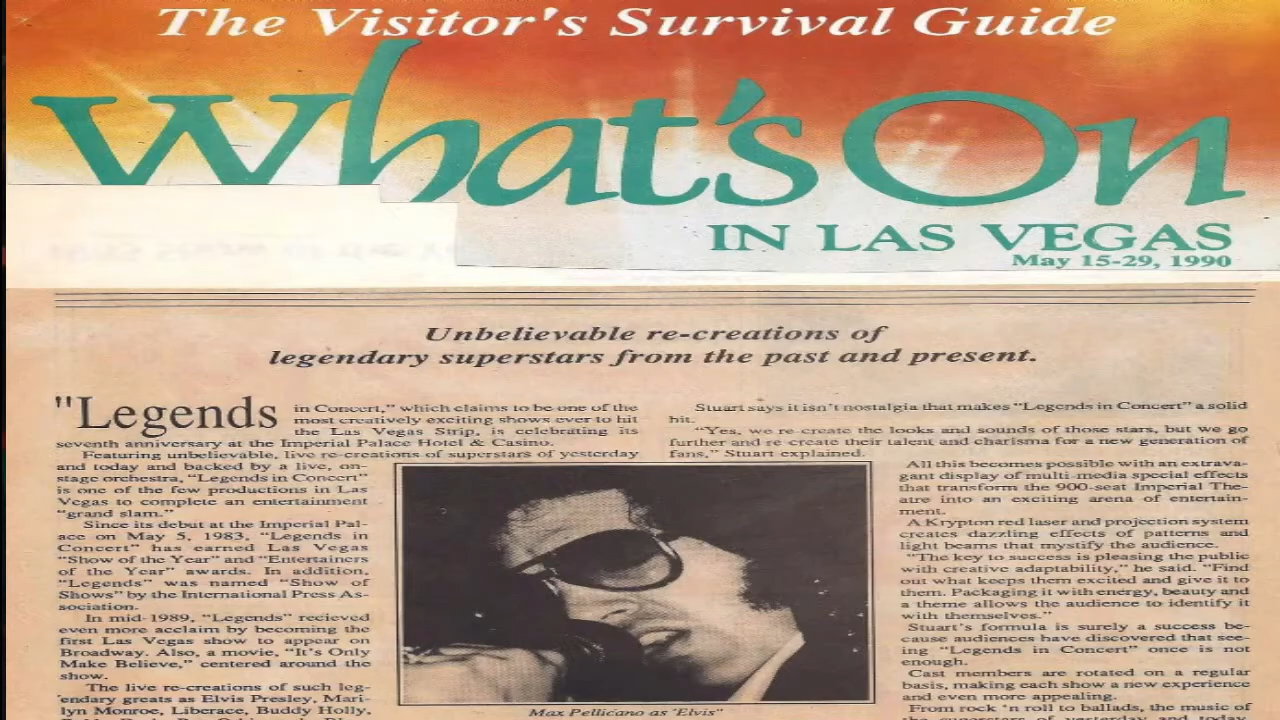 The Visitor's Survival Guide
What's On
IN LAS VEGAS
May 15-29, 1990
Unbelievable re-creations of
legendary superstars from the past and present.
"Legends
in Concert," which claims to be one of the
most creatively exciting shows ever to hit
the Las Vegas Strip, is celebrating its
seventh anniversary at the Imperial Palace Hotel & Casino.
Featuring unbelievable, live re-creations of superstars of yesterday
and today and backed by a live, on-
stage orchestra, "Legends in Concert"
is one of the few productions in Las
Vegas to complete an entertainment
"grand slam."
Since its debut at the Imperial Pal-
ace on May 5, 1983, "Legends in
Concert" has earned Las Vegas
"Show of the Year" and "Entertainers
of the Year" awards. In addition,
"Legends" was named "Show of
Shows" by the International Press As-
sociation.
In mid-1989, "Legends" recieved
even more acclaim by becoming the
first Las Vegas show to appear on
Broadway. Also, a movie, "It's Only
Make Believe," centered around the
show.
The live re-creations of such leg-
endary greats as Elvis Presley, Mari-
lyn Monroe, Liberace, Buddy Holly,
Max Pellicano as 'Elvis"
Stuart says it isn't nostalgia that makes "Legends in Concert" a solid
hit.
"Yes, we re-create the looks and sounds of those stars, but we go
further and re-create their talent and charisma for a new generation of
fans," Stuart explained.
All this becomes possible with an extrava-
gant display of multi-media special effects
that transform the 900-seat Imperial The-
atre into an exciting arena of entertain-
ment.
A Krypton red laser and projection system
creates dazzling effects of patterns and
light beams that mystify the audience.
"The key to success is pleasing the public
with creative adaptability," he said. "Find
out what keeps them excited and give it to
them. Packaging it with energy, beauty and
a theme allows the audience to identify it
with themselves."
Stuart's formula is surely a success be-
cause audiences have discovered that see-
ing "Legends in Concert" once is not
enough.
Cast members are rotated on a regular
basis, making each show a new experience
and even more appealing.
From rock 'n roll to ballads, the music of
the superstars of yesterday and today